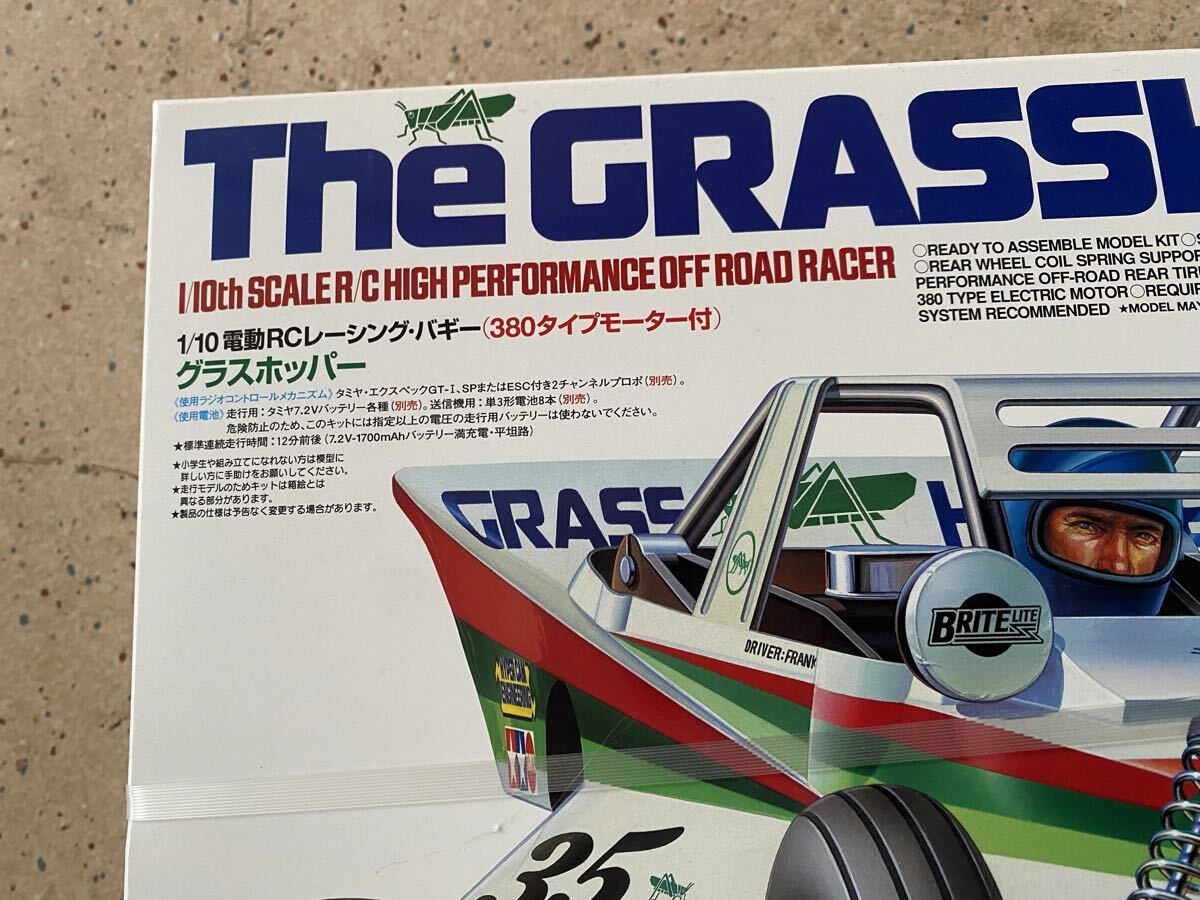 The GRASSH
1/10th SCALE R/C HIGH PERFORMANCE OFF ROAD RACER
○READY TO ASSEMBLE MODEL KIT○S
○REAR WHEEL COIL SPRING SUPPOR
PERFORMANCE OFF-ROAD REAR TIR
380 TYPE ELECTRIC MOTOR○REQUIR
SYSTEM RECOMMENDED ★MODEL MAY
1/10 電動RCレーシング・バギー(380タイプモーター付)
グラスホッパー
《使用ラジオコントロールメカニズム》タミヤ・エクスペックGT-I、SPまたはESC付き2チャンネルプロポ(別売)。
《使用電池》走行用:タミヤ7.2Vバッテリー各種(別売)。送信機用:単3形電池8本(別売)。
危険防止のため、このキットには指定以上の電圧の走行用バッテリーは使わないでください。
★標準連続走行時間:12分前後(7.2V-1700mAhバッテリー満充電・平坦路)
★小学生や組み立てになれない方は模型に
詳しい方に手助けをお願いしてください。
★走行モデルのためキットは箱絵とは
異なる部分があります。
★製品の仕様は予告なく変更する場合があります。
GRASS H
BRITE LITE
DRIVER:FRANK
35